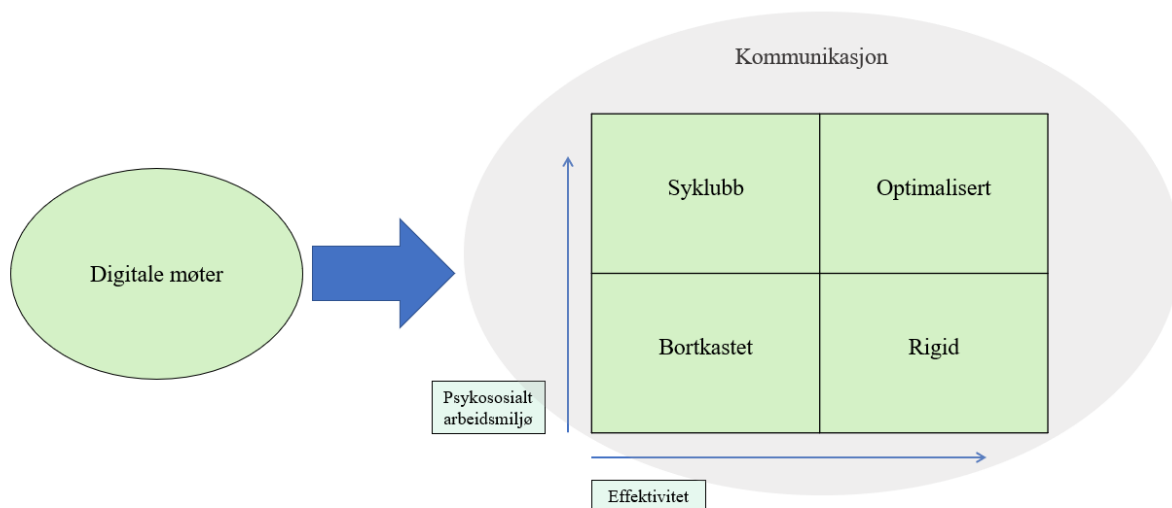 Kommunikasjon
Syklubb
Optimalisert
Digitale møter
Bortkastet
Rigid
Psykososialt
arbeidsmiljø
Effektivitet